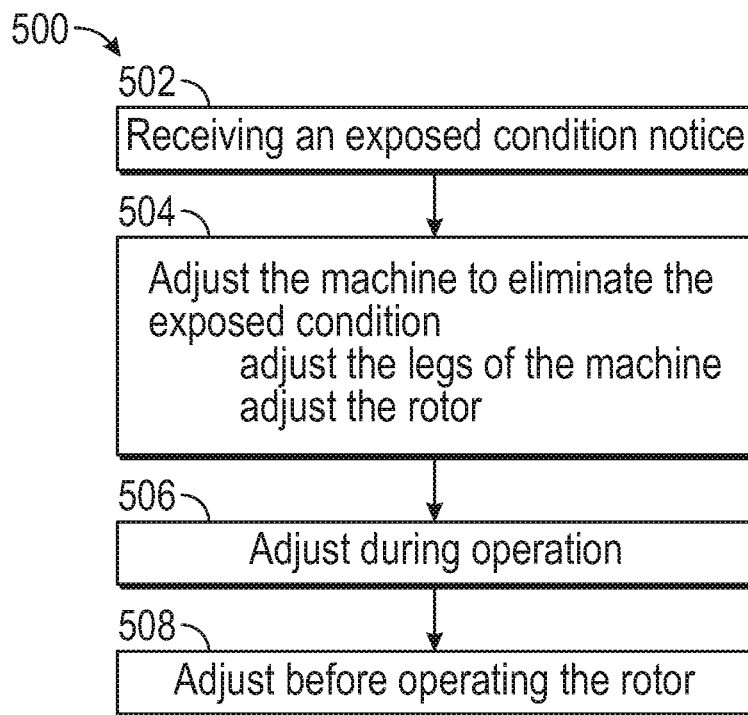 500
502
Receiving an exposed condition notice
504
Adjust the machine to eliminate the
exposed condition
adjust the legs of the machine
adjust the rotor
506
Adjust during operation
508
Adjust before operating the rotor